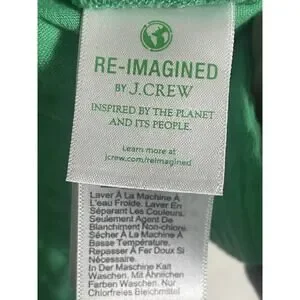 RE-IMAGINED
BY J.CREW
INSPIRED BY THE PLANET
AND ITS PEOPLE.
Learn more at
jcrew.com/reimagined
Laver À La Machine À
L'eau Froide. Laver En
Séparant Les Couleurs.
Seulement Agent De
Blanchiment Non-chlore.
Sécher À La Machine À
Basse Température.
Repasser À Fer Doux Si
Nécessaire.
In Der Maschine Kalt
Waschen. Mit Ähnlichen
Farben Waschen. Nur
Chlorfreies Bleichmittel